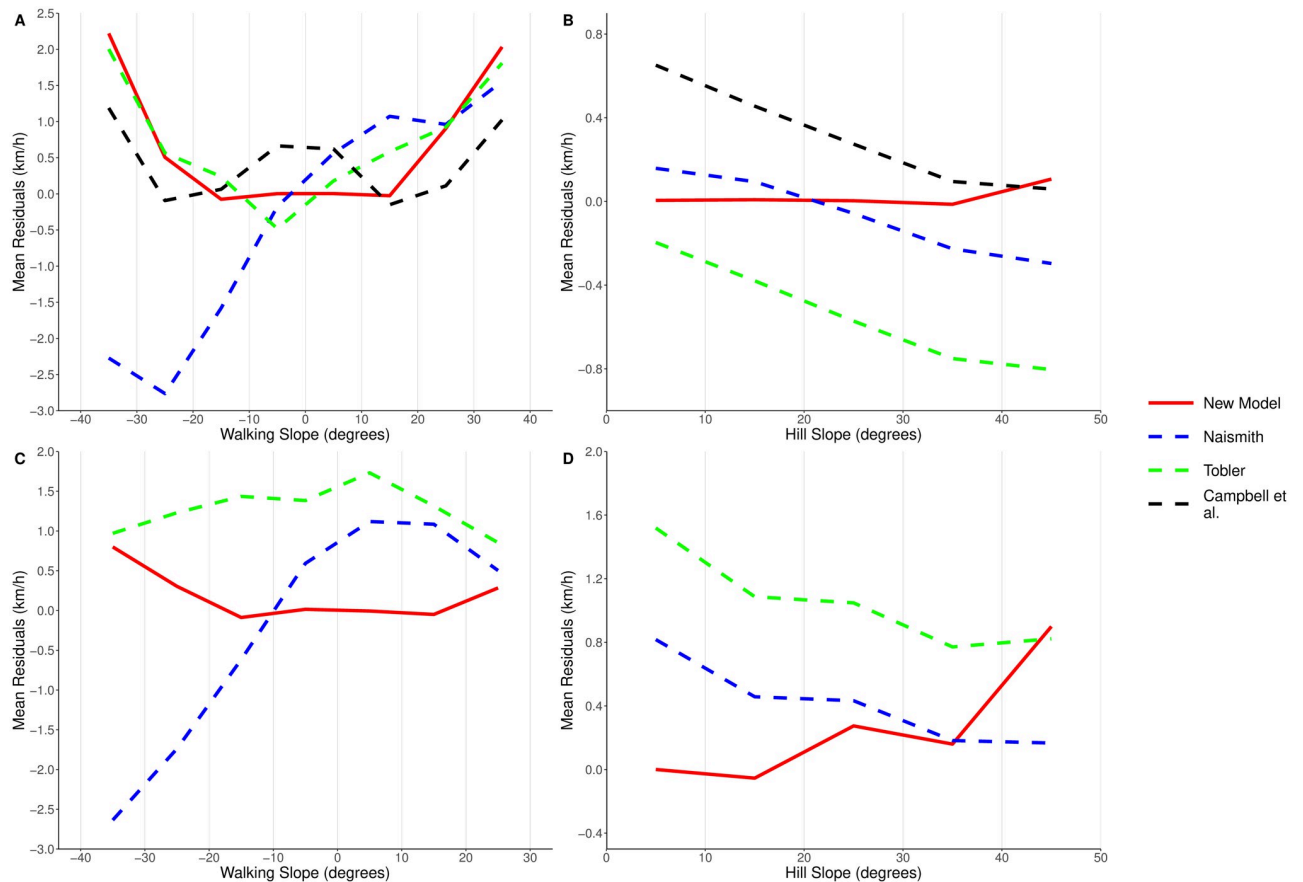 A
2.5
2.0
1.5
1.0
0.5
0.0
−0.5
−1.0
−1.5
−2.0
−2.5
−3.0
Mean Residuals (km/h)
−40 −30 −20 −10 0 10 20 30 40
Walking Slope (degrees)
B
0.8
0.4
0.0
−0.4
−0.8
Mean Residuals (km/h)
0 10 20 30 40 50
Hill Slope (degrees)
C
2.0
1.5
1.0
0.5
0.0
−0.5
−1.0
−1.5
−2.0
−2.5
−3.0
Mean Residuals (km/h)
−40 −30 −20 −10 0 10 20 30
Walking Slope (degrees)
D
2.0
1.6
1.2
0.8
0.4
0.0
−0.4
Mean Residuals (km/h)
0 10 20 30 40 50
Hill Slope (degrees)
New Model
Naismith
Tobler
Campbell et
al.